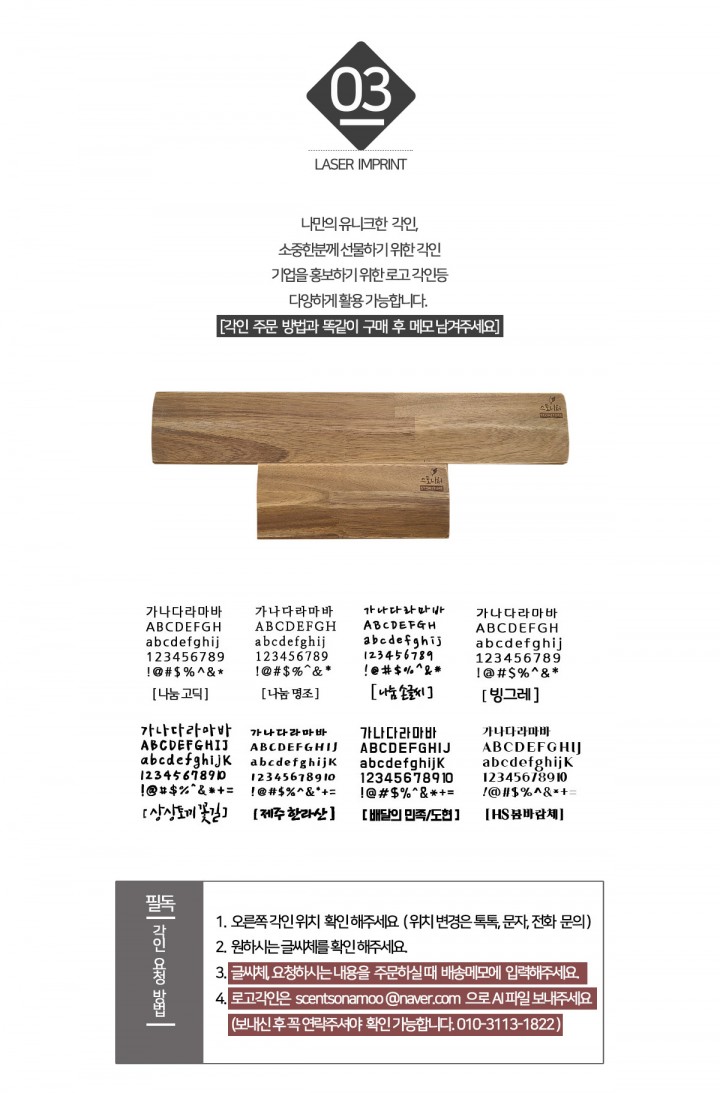 03
LASER IMPRINT
나만의 유니크한 각인,
소중한분께 선물하기 위한 각인
기업을 홍보하기 위한 로고 각인등
다양하게 활용 가능합니다.
[각인 주문 방법과 똑같이 구매 후 메모 남겨주세요]
스로나무
스로나무
가나다라마바
ABCDEFGH
abcdefghij
123456789
!@#$%^&*
[나눔 고딕]
가나다라마바
ABCDEFGH
abcdefghij
123456789
!@#$%^&*
[나눔 명조]
가나다라마바
ABCDEFGH
abcdefghij
123456789
!@#$%^&*
[나눔 손글씨]
가나다라마바
ABCDEFGH
abcdefghij
123456789
!@#$%^&*
[빙그레]
가나다라마바
ABCDEFGHIJ
abcdefghijK
12345678910
!@#$%^&*+=
[상상토끼 꽃길]
가나다라마바
ABCDEFGHIJ
abcdefghijK
12345678910
!@#$%^&*+=
[제주 한라산]
가나다라마바
ABCDEFGHIJ
abcdefghijK
12345678910
!@#$%^&*+=
[배달의 민족/도현]
가나다라마바
ABCDEFGHIJ
abcdefghijK
12345678910
!@#$%^&*+=
[HS봄바람체]
필독
각인 요청 방법
1. 오른쪽 각인 위치 확인 해주세요 (위치 변경은 톡톡, 문자, 전화 문의)
2. 원하시는 글씨체를 확인 해주세요.
3. 글씨체, 요청하시는 내용을 주문하실 때 배송메모에 입력해주세요.
4. 로고각인은 scentsonamoo @naver.com 으로 AI 파일 보내주세요
(보내신 후 꼭 연락주셔야 확인 가능합니다. 010-3113-1822)